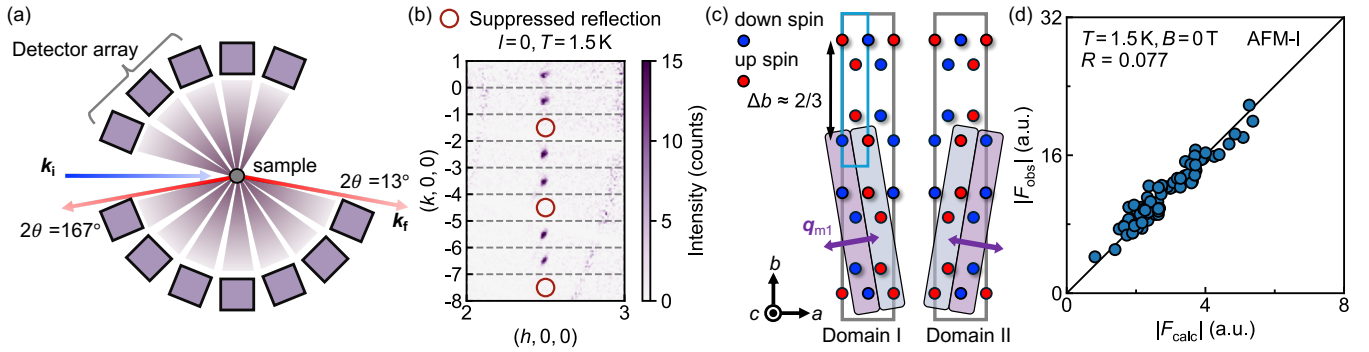 (a)
Detector array
k_i
sample
2θ =13°
k_f
2θ =167°
(b)
Suppressed reflection
l=0, T=1.5K
(k, 0, 0)
1
0
-1
-2
-3
-4
-5
-6
-7
-8
2
3
(h, 0, 0)
15
10
5
0
Intensity (counts)
(c)
down spin
up spin
Δb ≈ 2/3
q_m1
b
c
a
Domain I
Domain II
(d)
T=1.5K, B=0T
AFM-I
R = 0.077
|F_obs| (a.u.)
32
16
0
0
4
8
|F_calc| (a.u.)